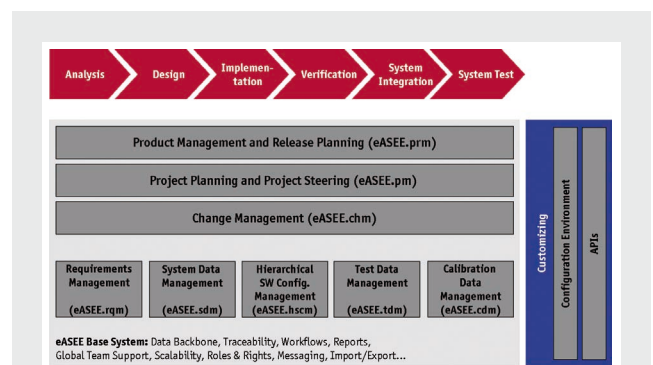 Analysis
Design
Implemen-
tation
Verification
System
Integration
System Test
Product Management and Release Planning (eASEE.prm)
Project Planning and Project Steering (eASEE.pm)
Change Management (eASEE.chm)
Requirements
Management
(eASEE.rqm)
System Data
Management
(eASEE.sdm)
Hierarchical
SW Config.
Management
(eASEE.hscm)
Test Data
Management
(eASEE.tdm)
Calibration
Data
Management
(eASEE.cdm)
eASEE Base System: Data Backbone, Traceability, Workflows, Reports,
Global Team Support, Scalability, Roles & Rights, Messaging, Import/Export...
Customizing
Configuration Environment
APIs